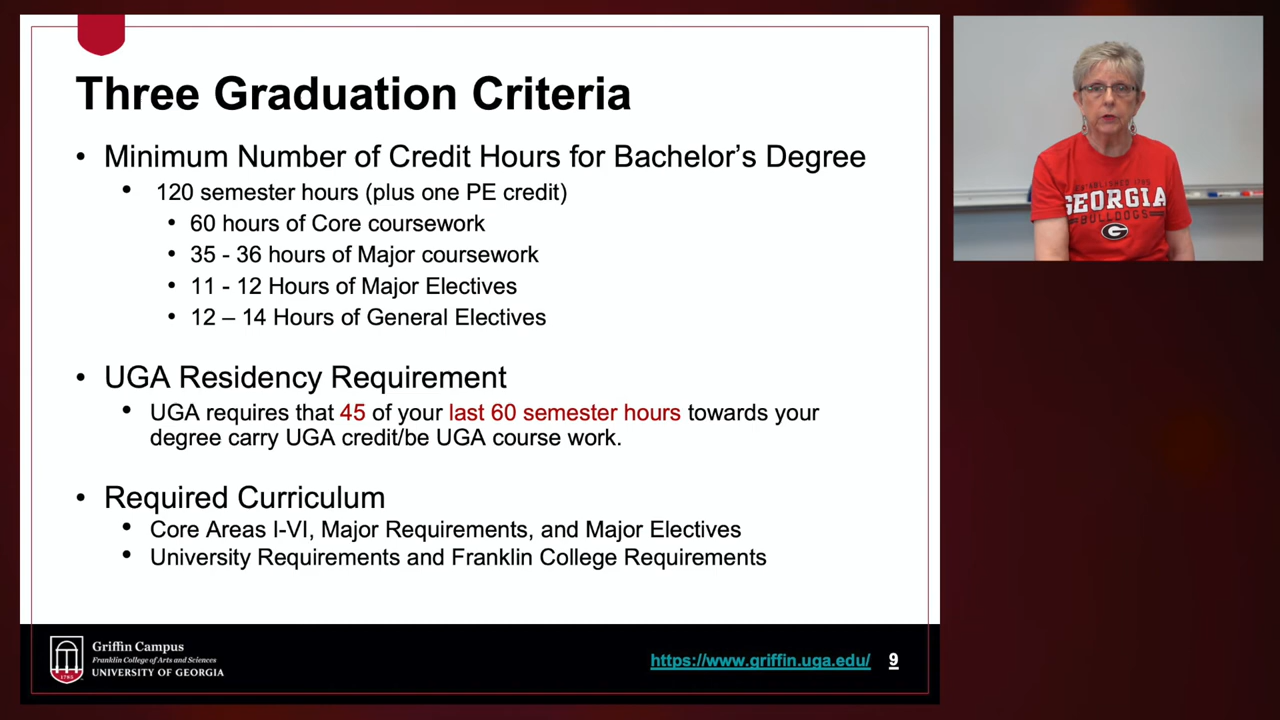 Three Graduation Criteria
• Minimum Number of Credit Hours for Bachelor's Degree
• 120 semester hours (plus one PE credit)
• 60 hours of Core coursework
• 35 - 36 hours of Major coursework
• 11 - 12 Hours of Major Electives
• 12 – 14 Hours of General Electives
• UGA Residency Requirement
• UGA requires that 45 of your last 60 semester hours towards your
degree carry UGA credit/be UGA course work.
• Required Curriculum
• Core Areas I-VI, Major Requirements, and Major Electives
• University Requirements and Franklin College Requirements
1785
Griffin Campus
Franklin College of Arts and Sciences
UNIVERSITY OF GEORGIA
https://www.griffin.uga.edu/ 9
ESTABLISHED 1785
GEORGIA
BULLDOGS
G